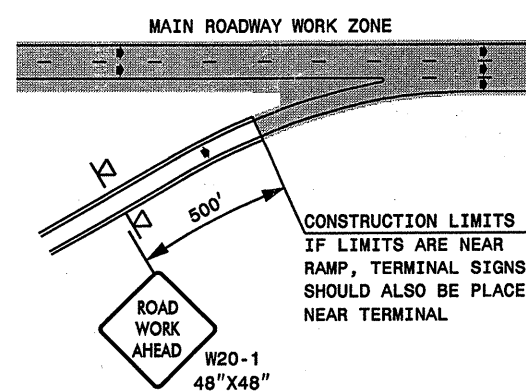 MAIN ROADWAY WORK ZONE
500'
CONSTRUCTION LIMITS
IF LIMITS ARE NEAR
RAMP, TERMINAL SIGNS
SHOULD ALSO BE PLACE
NEAR TERMINAL
ROAD
WORK
AHEAD
W20-1
48"X48"